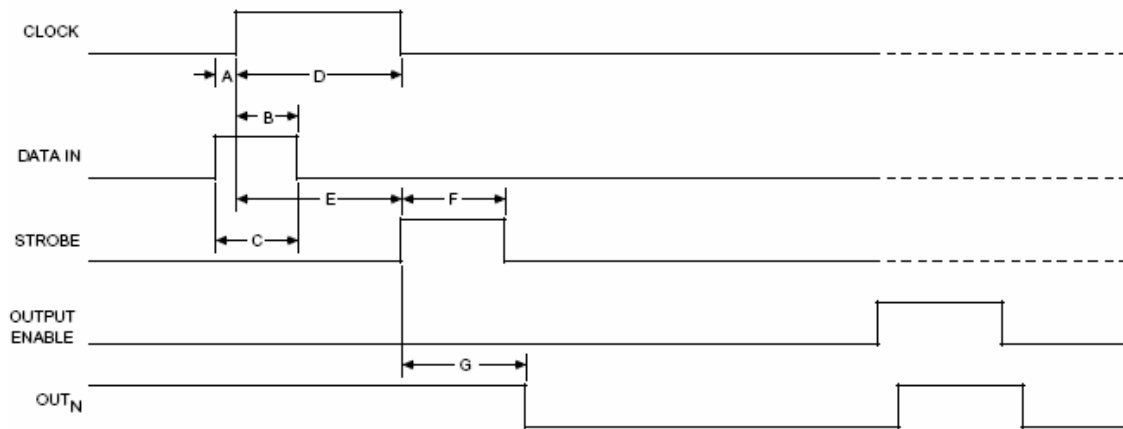 CLOCK
A
D
B
DATA IN
E
F
C
STROBE
OUTPUT
ENABLE
G
OUTN